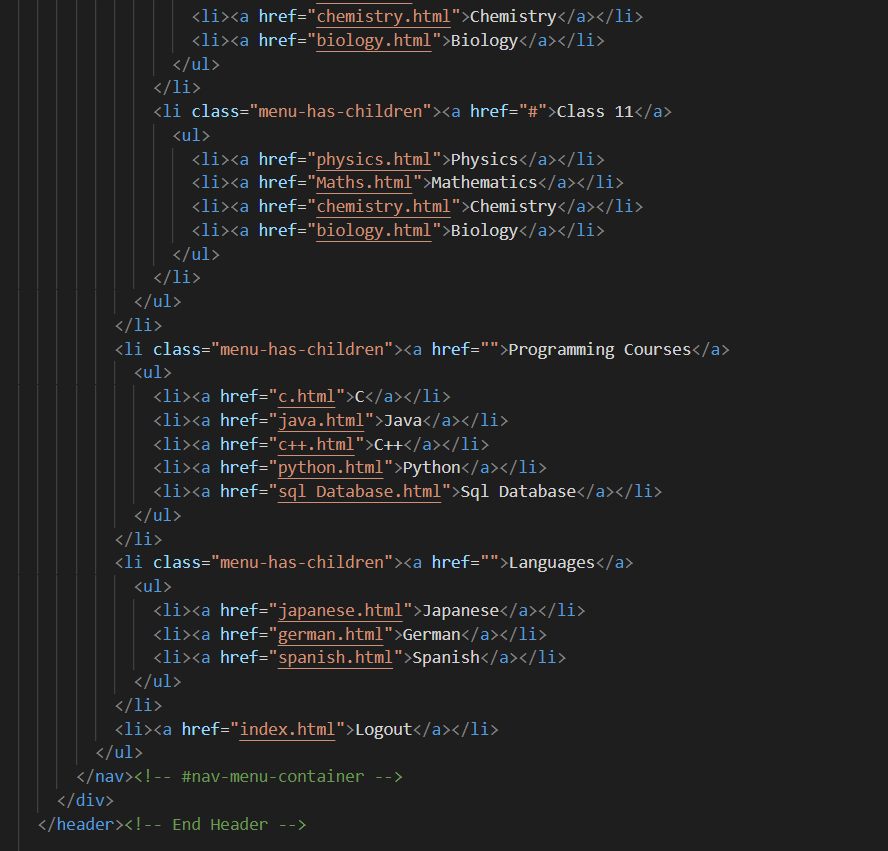 <li><a href="chemistry.html">Chemistry</a></li>
<li><a href="biology.html">Biology</a></li>
</ul>
</li>
<li class="menu-has-children"><a href="#">Class 11</a>
<ul>
<li><a href="physics.html">Physics</a></li>
<li><a href="Maths.html">Mathematics</a></li>
<li><a href="chemistry.html">Chemistry</a></li>
<li><a href="biology.html">Biology</a></li>
</ul>
</li>
</ul>
</li>
<li class="menu-has-children"><a href="">Programming Courses</a>
<ul>
<li><a href="c.html">C</a></li>
<li><a href="java.html">Java</a></li>
<li><a href="c++.html">C++</a></li>
<li><a href="python.html">Python</a></li>
<li><a href="sql Database.html">Sql Database</a></li>
</ul>
</li>
<li class="menu-has-children"><a href="">Languages</a>
<ul>
<li><a href="japanese.html">Japanese</a></li>
<li><a href="german.html">German</a></li>
<li><a href="spanish.html">Spanish</a></li>
</ul>
</li>
<li><a href="index.html">Logout</a></li>
</ul>
</nav><!-- #nav-menu-container -->
</div>
</header><!-- End Header -->